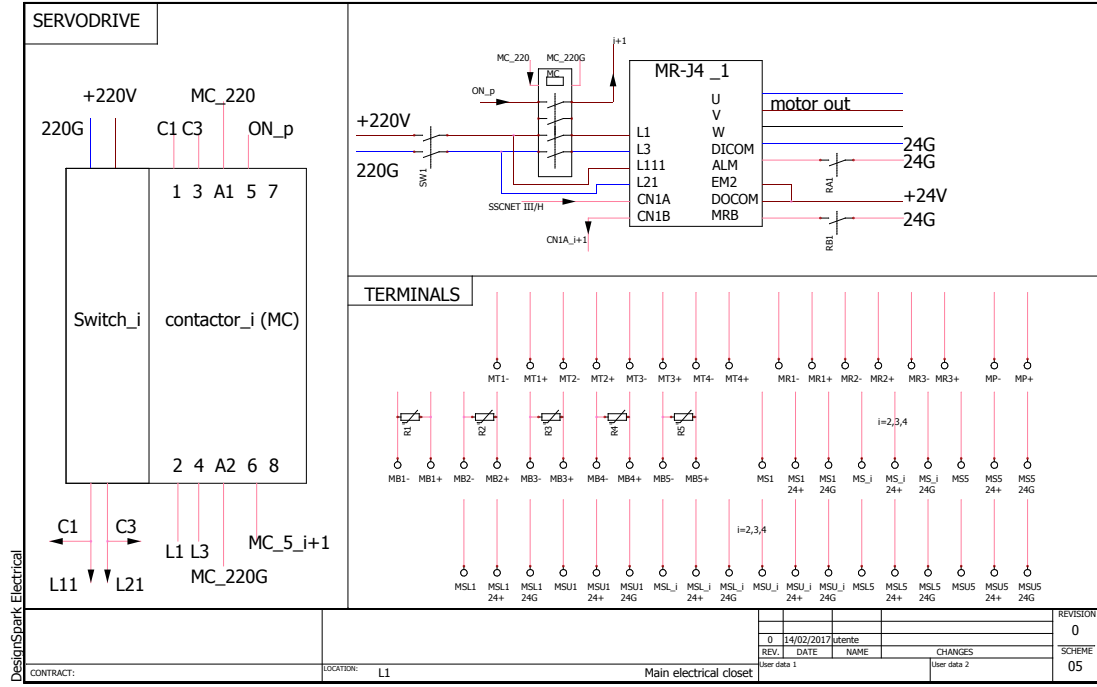 SERVODRIVE
+220V
MC_220
220G
C1 C3
ON_p
1 3 A1 5 7
Switch_i
contactor_i (MC)
2 4 A2 6 8
C1
C3
L1 L3
MC_5_i+1
L11
L21
MC_220G
i+1
MC_220
MC_220G
MC
ON_p
+220V
220G
SW1
MR-J4 _1
L1
L3
L111
L21
CN1A
CN1B
U
V
W
DICOM
ALM
EM2
DOCOM
MRB
motor out
24G
24G
RA1
+24V
24G
RB1
SSCNET III/H
CN1A_i+1
TERMINALS
MT1- MT1+ MT2- MT2+ MT3- MT3+ MT4- MT4+ MR1- MR1+ MR2- MR2+ MR3- MR3+ MP- MP+
R1 R2 R3 R4 R5
i=2,3,4
MB1- MB1+ MB2- MB2+ MB3- MB3+ MB4- MB4+ MB5- MB5+ MS1 MS1 MS1 MS_i MS_i MS_i MS5 MS5 MS5
24+ 24G 24+ 24G 24+ 24G
i=2,3,4
MSL1 MSL1 MSL1 MSU1 MSU1 MSU1 MSL_i MSL_i MSL_i MSU_i MSU_i MSU_i MSL5 MSL5 MSL5 MSU5 MSU5 MSU5
24+ 24G 24+ 24G 24+ 24G 24+ 24G 24+ 24G 24+ 24G
DesignSpark Electrical
CONTRACT:
LOCATION:
L1
Main electrical closet
0 14/02/2017 utente
REV. DATE NAME CHANGES
User data 1
User data 2
REVISION
0
SCHEME
05